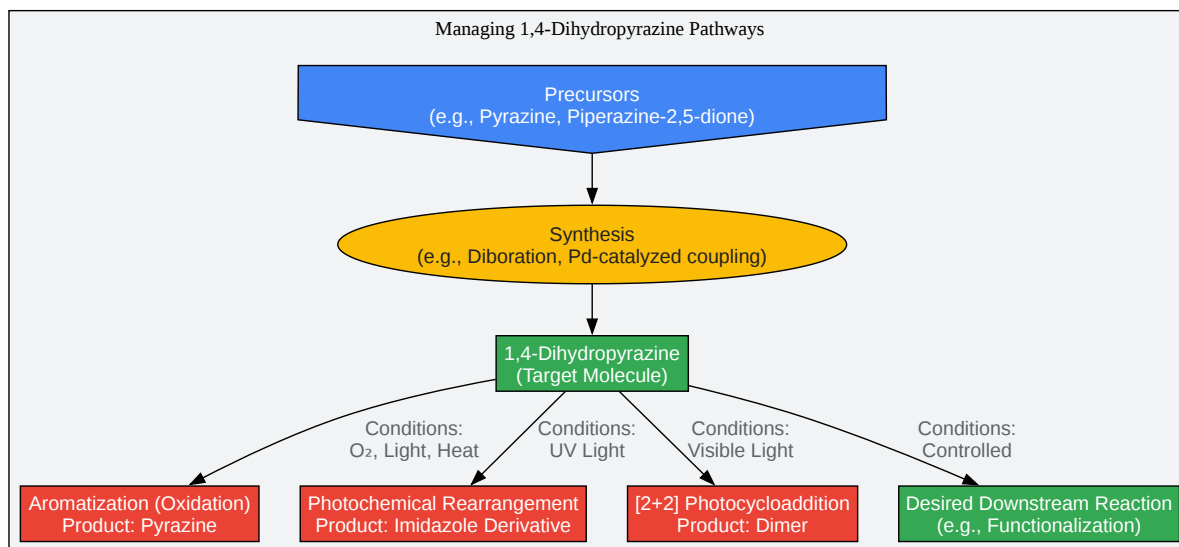 Managing 1,4-Dihydropyrazine Pathways
Precursors
(e.g., Pyrazine, Piperazine-2,5-dione)
Synthesis
(e.g., Diboration, Pd-catalyzed coupling)
1,4-Dihydropyrazine
(Target Molecule)
Conditions:
O₂, Light, Heat
Conditions:
UV Light
Conditions:
Visible Light
Conditions:
Controlled
Aromatization (Oxidation)
Product: Pyrazine
Photochemical Rearrangement
Product: Imidazole Derivative
[2+2] Photocycloaddition
Product: Dimer
Desired Downstream Reaction
(e.g., Functionalization)